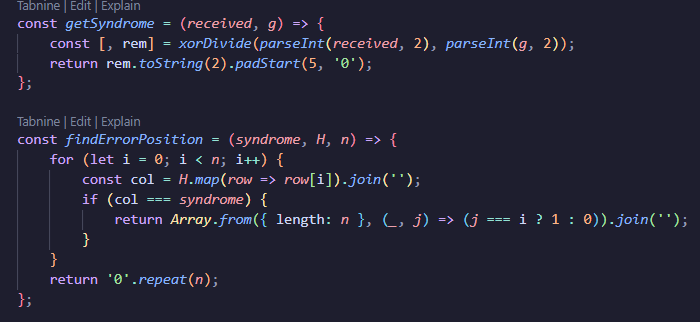 Tabnine | Edit | Explain
const getSyndrome = (received, g) => {
    const [, rem] = xorDivide(parseInt(received, 2), parseInt(g, 2));
    return rem.toString(2).padStart(5, '0');
};
Tabnine | Edit | Explain
const findErrorPosition = (syndrome, H, n) => {
    for (let i = 0; i < n; i++) {
        const col = H.map(row => row[i]).join('');
        if (col === syndrome) {
            return Array.from({ length: n }, (_, j) => (j === i ? 1 : 0)).join('');
        }
    }
    return '0'.repeat(n);
};